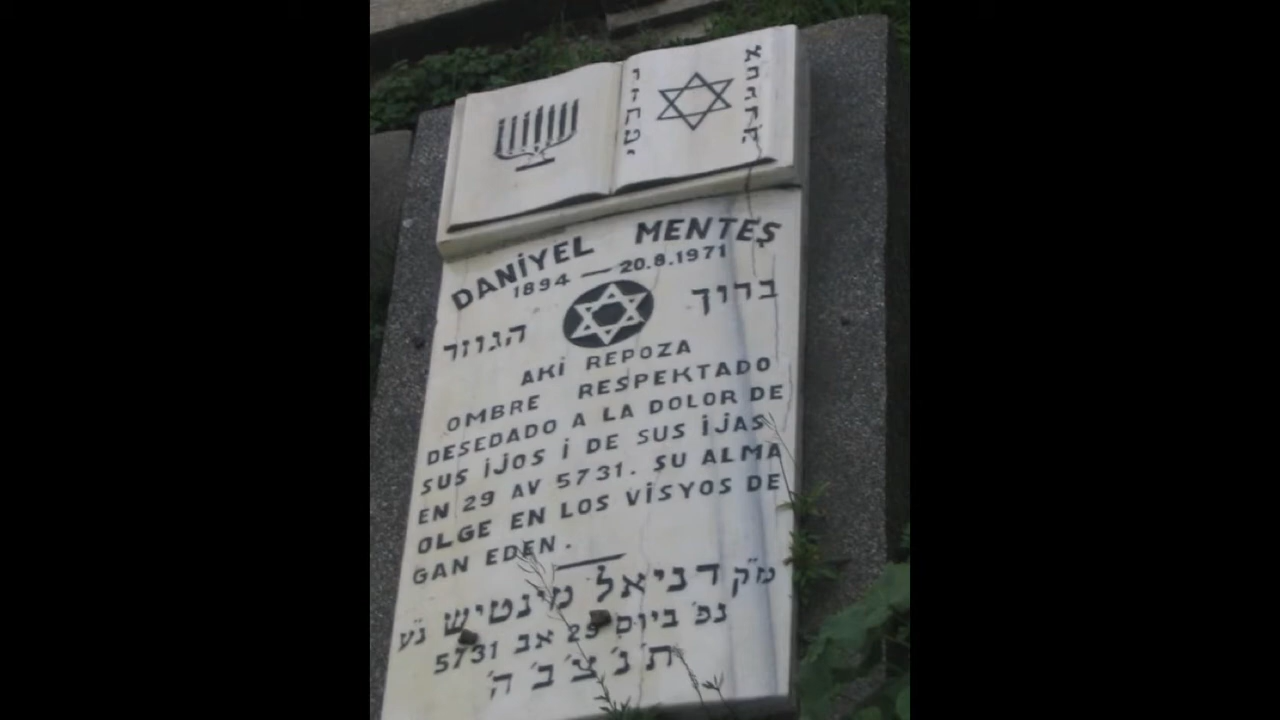 א
ב
ג
ד
ה
ו
ז
ח
ט
י
DANİYEL MENTEŞ
1894 — 20.8.1971
ברוך הגוזר
AKİ REPOZA
OMBRE RESPEKTADO
DESEDADO A LA DOLOR DE
SUS İJOS İ DE SUS İJAS
EN 29 AV 5731. SU ALMA
OLGE EN LOS VİSYOS DE
GAN EDEN.
מ״ק דניאל מינטיש נ״ע
נפ׳ ביום 29 אב 5731
ת׳ נ׳ צ׳ ב׳ ה׳